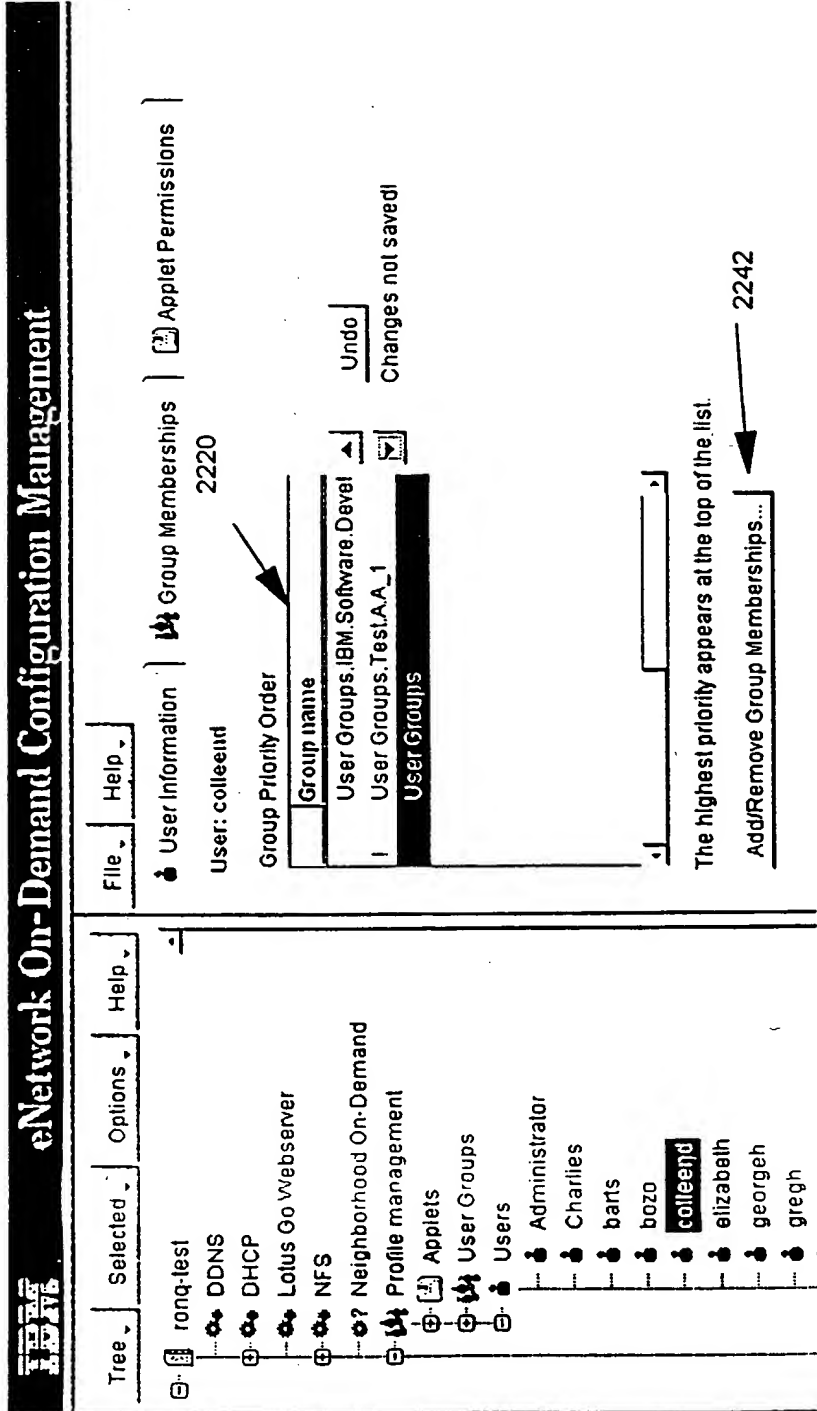 IBM
eNetwork On-Demand Configuration Management
Tree
Selected
Options
Help
ronq-test
DDNS
DHCP
Lotus Go Webserver
NFS
? Neighborhood On-Demand
Profile management
Applets
User Groups
Users
Administrator
Charlies
barts
bozo
colleend
elizabeth
georgeh
gregh
File
Help
User Information
Group Memberships
Applet Permissions
User: colleend
2220
Group Priority Order
Group name
User Groups.IBM.Software.Devel
User Groups.Test.A.A_1
User Groups
Undo
Changes not saved!
The highest priority appears at the top of the list.
2242
Add/Remove Group Memberships...